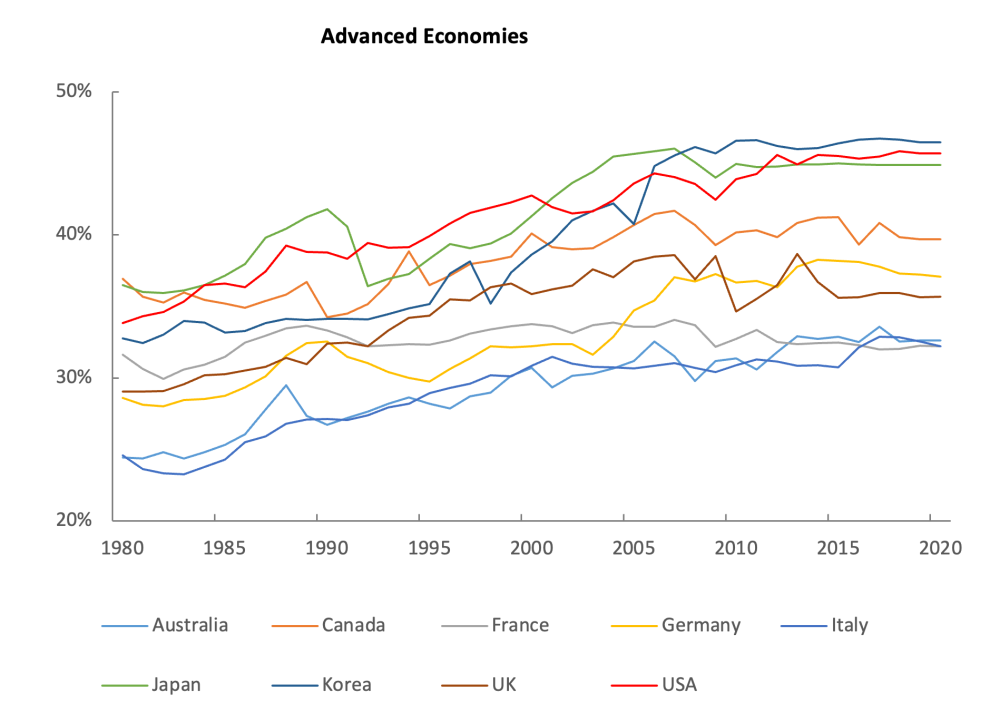 Advanced Economies
50%
40%
30%
20%
1980 1985 1990 1995 2000 2005 2010 2015 2020
Australia Canada France Germany Italy
Japan Korea UK USA